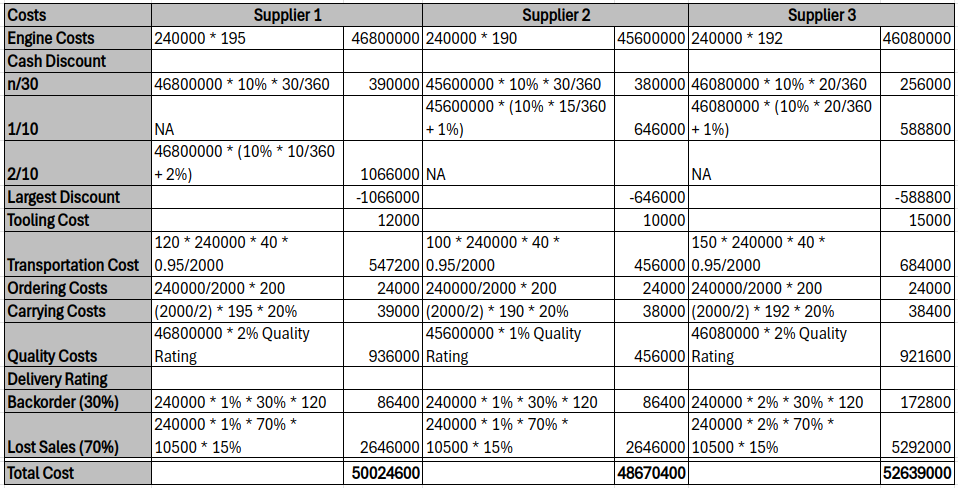 Costs Supplier 1 Supplier 2 Supplier 3
Engine Costs 240000 * 195 46800000 240000 * 190 45600000 240000 * 192 46080000
Cash Discount
n/30 46800000 * 10% * 30/360 390000 45600000 * 10% * 30/360 380000 46080000 * 10% * 20/360 256000
1/10 NA 45600000 * (10% * 15/360 + 1%) 646000 46080000 * (10% * 20/360 + 1%) 588800
2/10 46800000 * (10% * 10/360 + 2%) 1066000 NA NA
Largest Discount -1066000 -646000 -588800
Tooling Cost 12000 10000 15000
Transportation Cost 120 * 240000 * 40 * 0.95/2000 547200 100 * 240000 * 40 * 0.95/2000 456000 150 * 240000 * 40 * 0.95/2000 684000
Ordering Costs 240000/2000 * 200 24000 240000/2000 * 200 24000 240000/2000 * 200 24000
Carrying Costs (2000/2) * 195 * 20% 39000 (2000/2) * 190 * 20% 38000 (2000/2) * 192 * 20% 38400
Quality Costs 46800000 * 2% Quality Rating 936000 45600000 * 1% Quality Rating 456000 46080000 * 2% Quality Rating 921600
Delivery Rating
Backorder (30%) 240000 * 1% * 30% * 120 86400 240000 * 1% * 30% * 120 86400 240000 * 2% * 30% * 120 172800
Lost Sales (70%) 240000 * 1% * 70% * 10500 * 15% 2646000 240000 * 1% * 70% * 10500 * 15% 2646000 240000 * 2% * 70% * 10500 * 15% 5292000
Total Cost 50024600 48670400 52639000